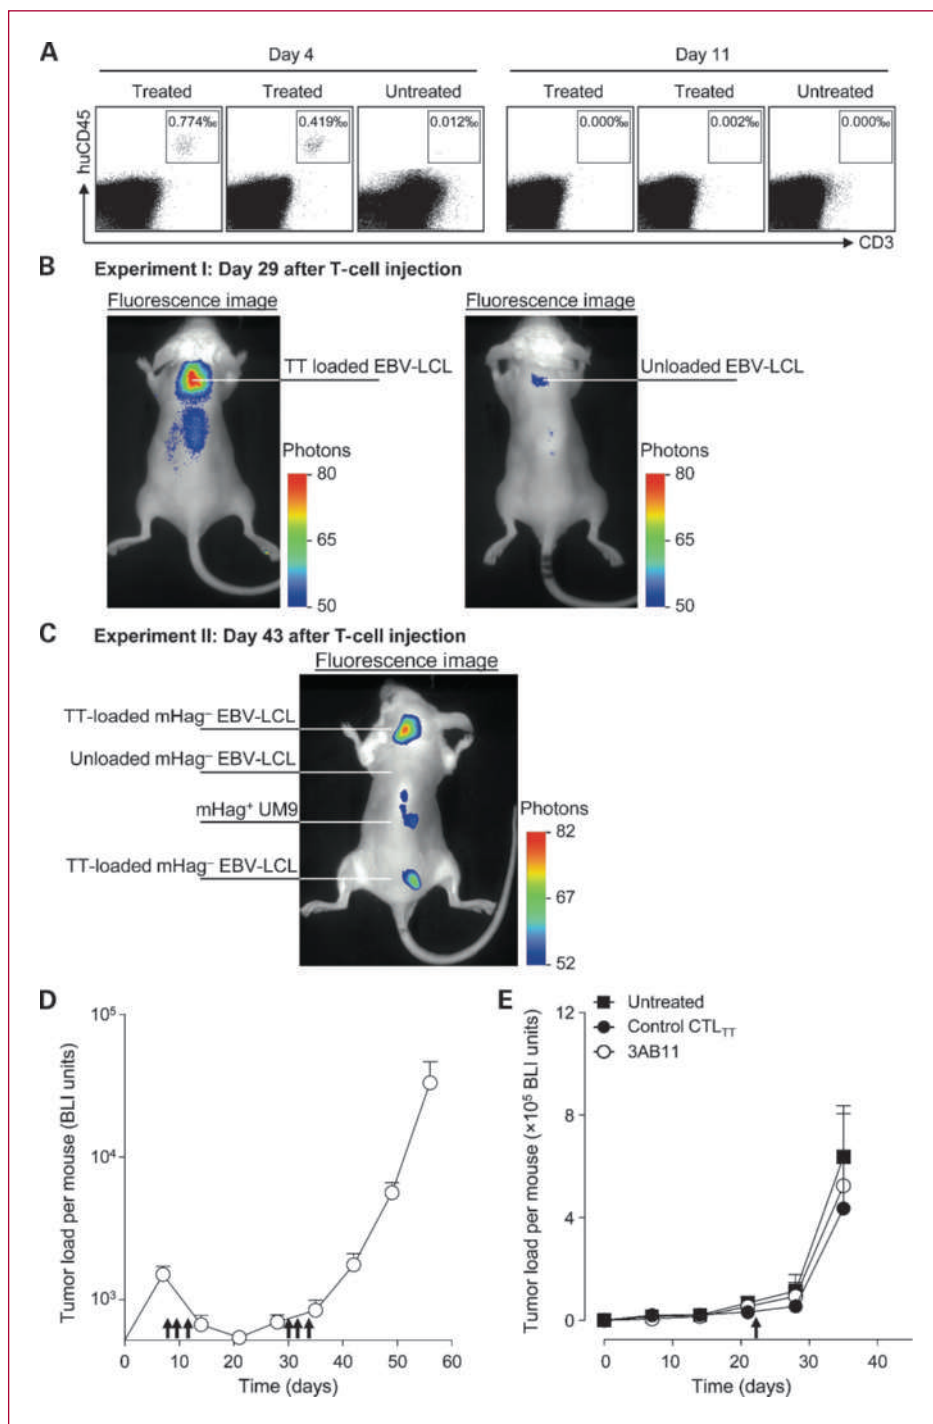 A
Day 4
Day 11
Treated
Treated
Untreated
Treated
Treated
Untreated
huCD45
0.774‰
0.419‰
0.012‰
0.000‰
0.002‰
0.000‰
CD3
B Experiment I: Day 29 after T-cell injection
Fluorescence image
Fluorescence image
TT loaded EBV-LCL
Unloaded EBV-LCL
Photons
80
65
50
Photons
80
65
50
C Experiment II: Day 43 after T-cell injection
Fluorescence image
TT-loaded mHag⁻ EBV-LCL
Unloaded mHag⁻ EBV-LCL
mHag⁺ UM9
TT-loaded mHag⁻ EBV-LCL
Photons
82
67
52
D
Tumor load per mouse (BLI units)
10⁵
10⁴
10³
0 10 20 30 40 50 60
Time (days)
E
Untreated
Control CTL_TT
3AB11
Tumor load per mouse (×10⁵ BLI units)
12
8
4
0
0 10 20 30 40
Time (days)